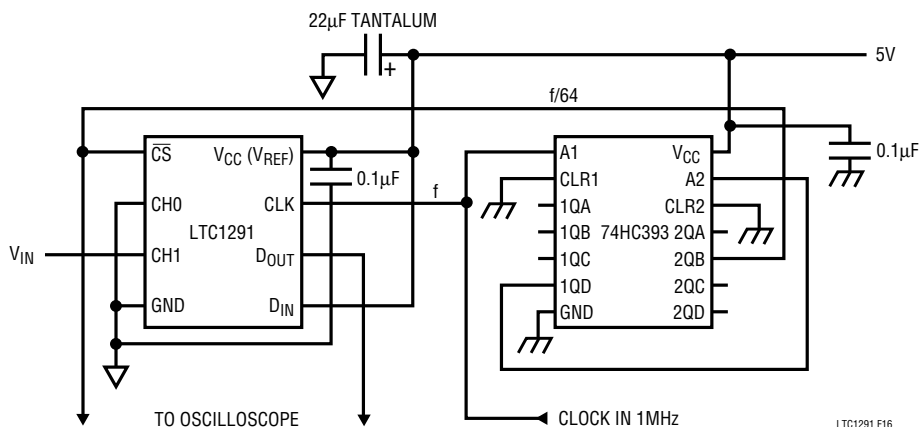 22μF TANTALUM
+
5V
f/64
CS
VCC (VREF)
0.1μF
CH0
CLK
f
LTC1291
VIN
CH1
DOUT
GND
DIN
A1
VCC
0.1μF
CLR1
A2
1QA
CLR2
1QB
74HC393
2QA
1QC
2QB
1QD
2QC
GND
2QD
TO OSCILLOSCOPE
CLOCK IN 1MHz
LTC1291 F16